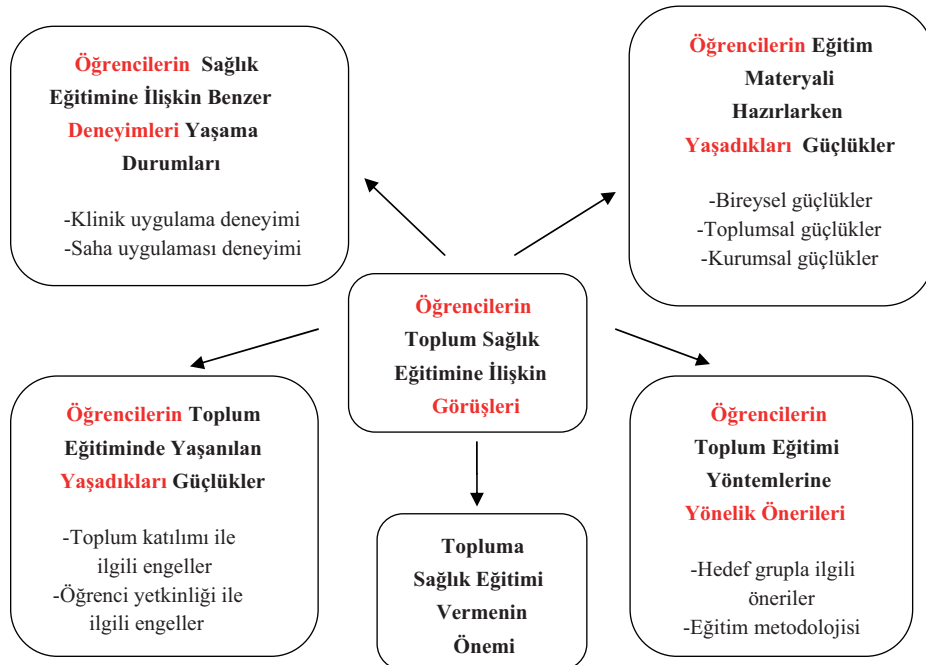 Öğrencilerin Sağlık
Eğitimine İlişkin Benzer
Deneyimleri Yaşama
Durumları
-Klinik uygulama deneyimi
-Saha uygulaması deneyimi
Öğrencilerin Eğitim
Materyali
Hazırlarken
Yaşadıkları Güçlükler
-Bireysel güçlükler
-Toplumsal güçlükler
-Kurumsal güçlükler
Öğrencilerin
Toplum Sağlık
Eğitimine İlişkin
Görüşleri
Öğrencilerin Toplum
Eğitiminde Yaşanılan
Yaşadıkları Güçlükler
-Toplum katılımı ile
ilgili engeller
-Öğrenci yetkinliği ile
ilgili engeller
Topluma
Sağlık Eğitimi
Vermenin
Önemi
Öğrencilerin
Toplum Eğitimi
Yöntemlerine
Yönelik Önerileri
-Hedef grupla ilgili
öneriler
-Eğitim metodolojisi